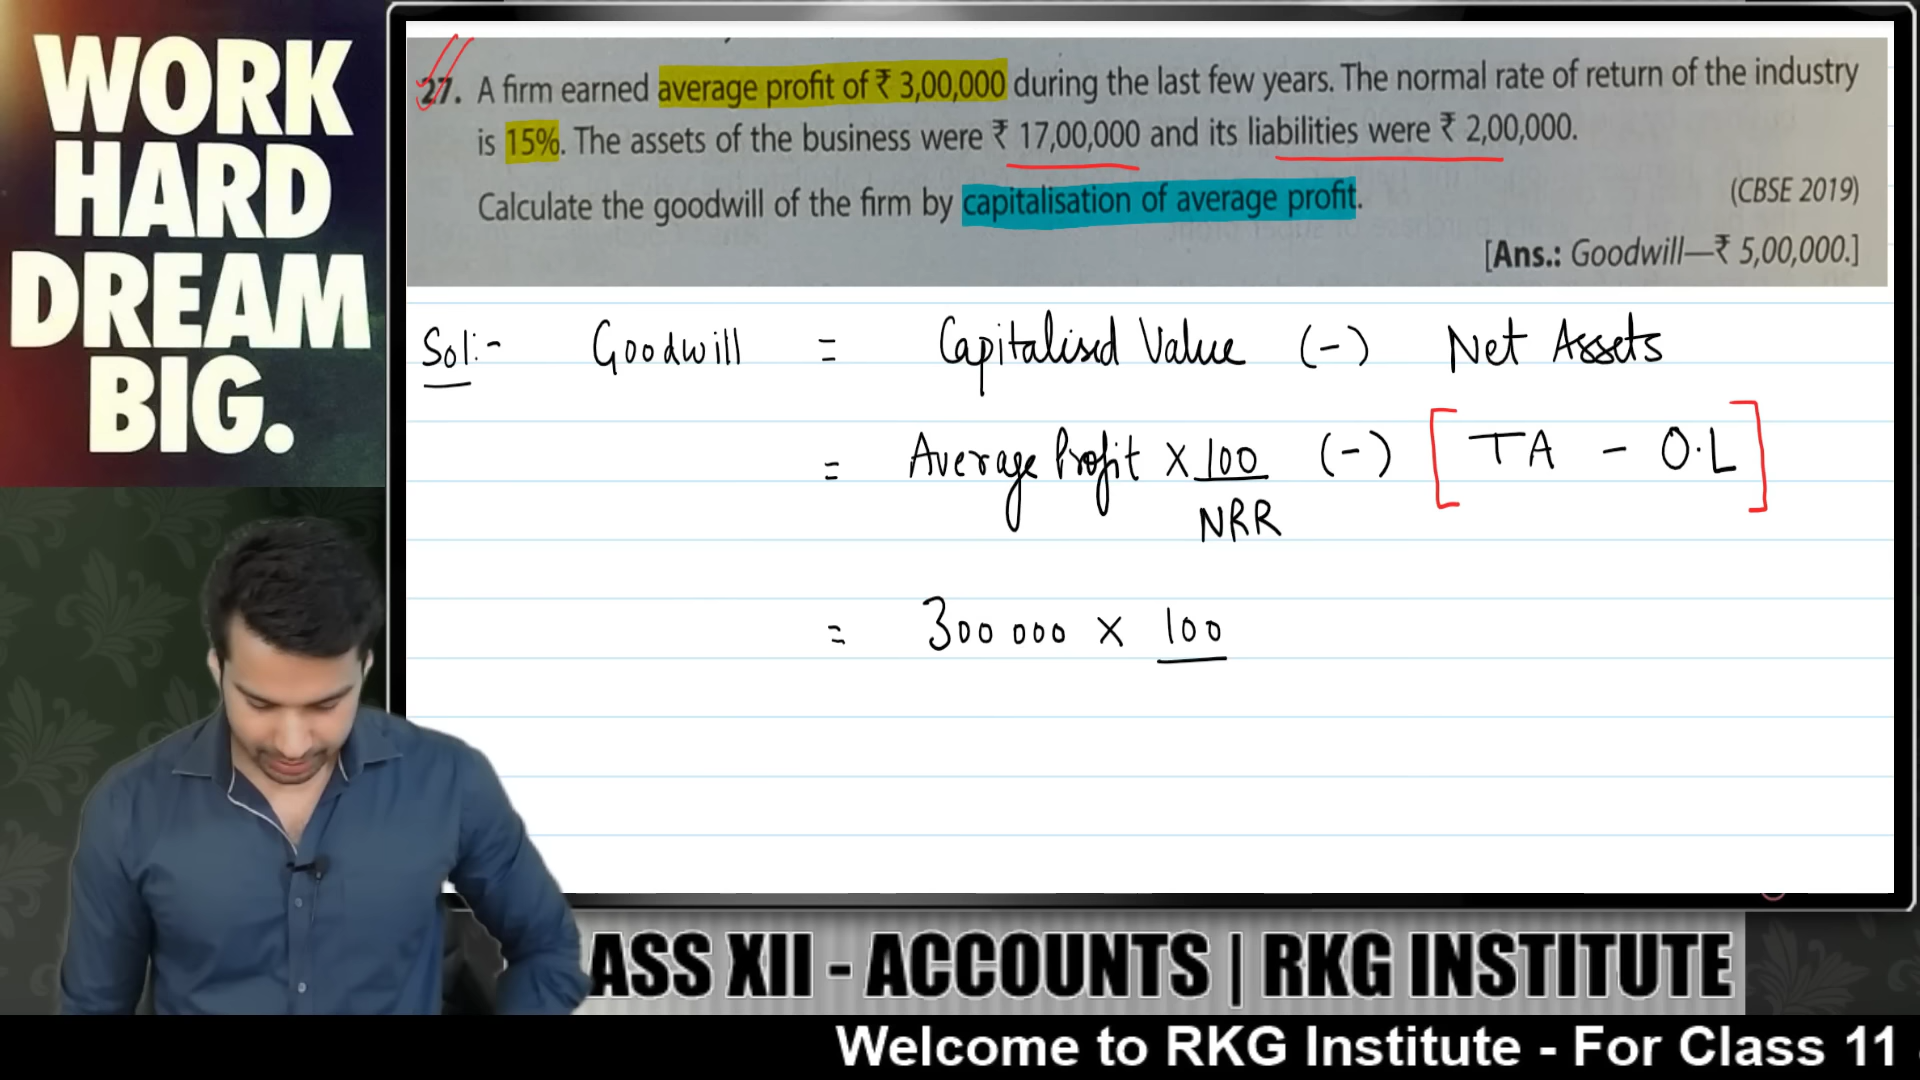 WORK
HARD
DREAM
BIG.
27. A firm earned average profit of ₹ 3,00,000 during the last few years. The normal rate of return of the industry
is 15%. The assets of the business were ₹ 17,00,000 and its liabilities were ₹ 2,00,000.
Calculate the goodwill of the firm by capitalisation of average profit. (CBSE 2019)
[Ans.: Goodwill—₹ 5,00,000.]
Sol:- Goodwill = Capitalised Value (-) Net Assets
= Average Profit X 100 (-) [ TA - O.L ]
NRR
= 300 000 X 100
ASS XII - ACCOUNTS | RKG INSTITUTE
Welcome to RKG Institute - For Class 11